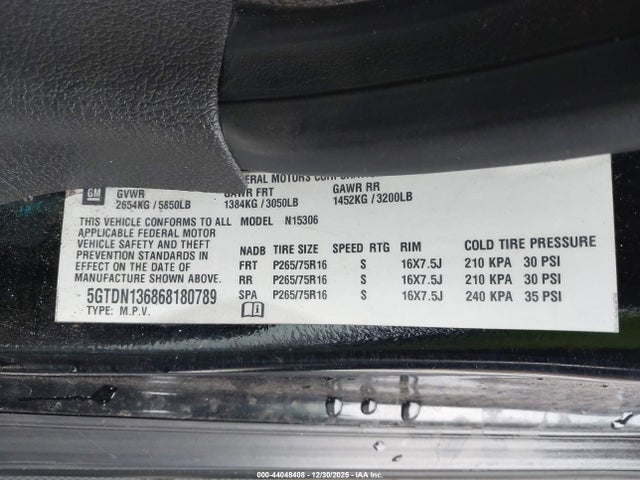 GM
GENERAL MOTORS CORPORATION
GVWR GAWR FRT GAWR RR
2654KG / 5850LB 1384KG / 3050LB 1452KG / 3200LB
THIS VEHICLE CONFORMS TO ALL MODEL N15306
APPLICABLE FEDERAL MOTOR
VEHICLE SAFETY AND THEFT
PREVENTION STANDARDS IN
EFFECT ON THE DATE OF
MANUFACTURE SHOWN ABOVE.
5GTDN136868180789
TYPE: M.P.V.
NADB TIRE SIZE SPEED RTG RIM COLD TIRE PRESSURE
FRT P265/75R16 S 16X7.5J 210 KPA 30 PSI
RR P265/75R16 S 16X7.5J 210 KPA 30 PSI
SPA P265/75R16 S 16X7.5J 240 KPA 35 PSI
000-44048408 - 12/30/2025 - IAA Inc.